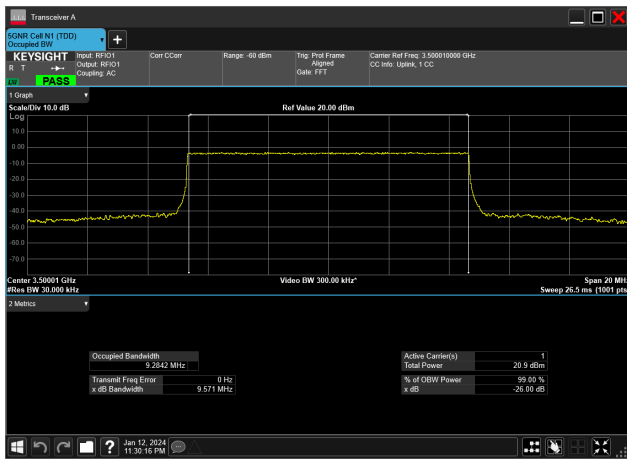 Transceiver A
5GNR Cell N1 (TDD)
Occupied BW
+
KEYSIGHT
R T
LW
PASS
Input: RFIO1
Output: RFIO1
Coupling: AC
Corr CCorr
Range: -60 dBm
Trig: Prot Frame
Aligned
Gate: FFT
Carrier Ref Freq: 3.500010000 GHz
CC Info: Uplink, 1 CC
1 Graph
Scale/Div 10.0 dB
Ref Value 20.00 dBm
Log
10.0
0.00
-10.0
-20.0
-30.0
-40.0
-50.0
-60.0
-70.0
Center 3.50001 GHz
Video BW 300.00 kHz*
Span 20 MHz
#Res BW 30.000 kHz
Sweep 26.5 ms (1001 pts
2 Metrics
Occupied Bandwidth
9.2842 MHz
Transmit Freq Error 0 Hz
x dB Bandwidth 9.571 MHz
Active Carrier(s) 1
Total Power 20.9 dBm
% of OBW Power 99.00 %
x dB -26.00 dB
?
Jan 12, 2024
11:30:16 PM